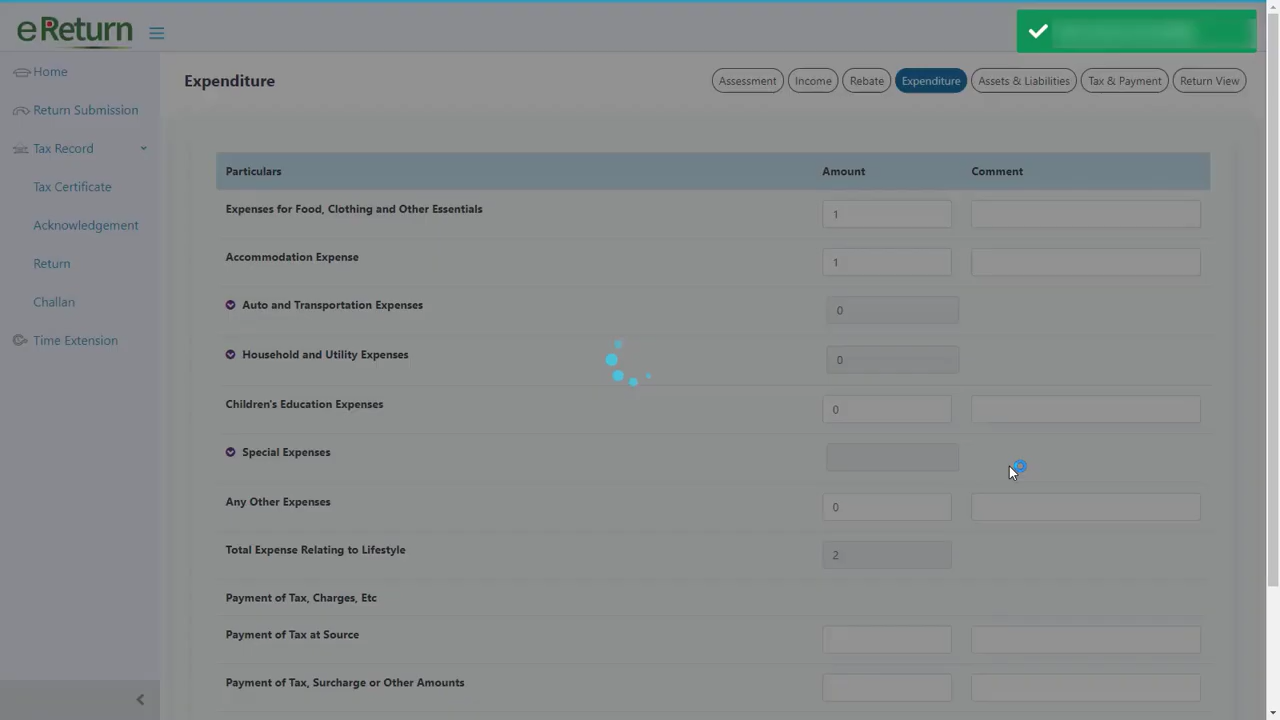 eReturn
Home
Return Submission
Tax Record
Tax Certificate
Acknowledgement
Return
Challan
Time Extension
Expenditure
Assessment
Income
Rebate
Expenditure
Assets & Liabilities
Tax & Payment
Return View
Particulars Amount Comment
Expenses for Food, Clothing and Other Essentials 1
Accommodation Expense 1
Auto and Transportation Expenses 0
Household and Utility Expenses 0
Children's Education Expenses 0
Special Expenses
Any Other Expenses 0
Total Expense Relating to Lifestyle 2
Payment of Tax, Charges, Etc
Payment of Tax at Source
Payment of Tax, Surcharge or Other Amounts